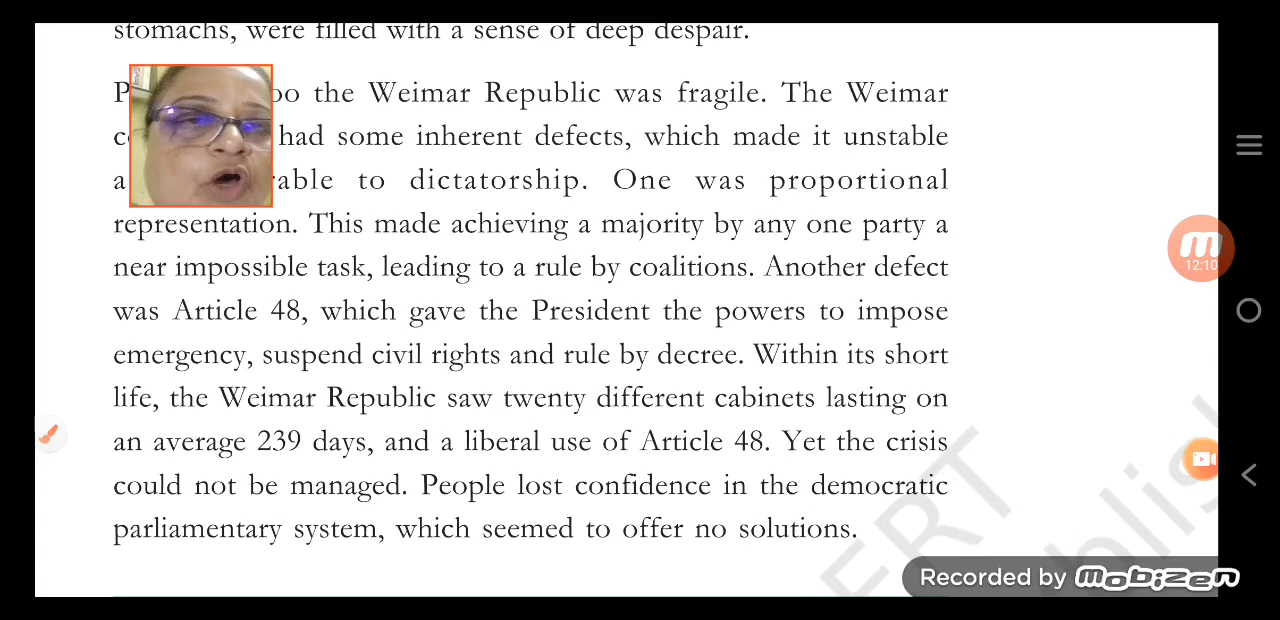 stomachs, were filled with a sense of deep despair.
the Weimar Republic was fragile. The Weimar
had some inherent defects, which made it unstable
to dictatorship. One was proportional
representation. This made achieving a majority by any one party a
near impossible task, leading to a rule by coalitions. Another defect
was Article 48, which gave the President the powers to impose
emergency, suspend civil rights and rule by decree. Within its short
life, the Weimar Republic saw twenty different cabinets lasting on
an average 239 days, and a liberal use of Article 48. Yet the crisis
could not be managed. People lost confidence in the democratic
parliamentary system, which seemed to offer no solutions.
12:10
Recorded by Mobizen